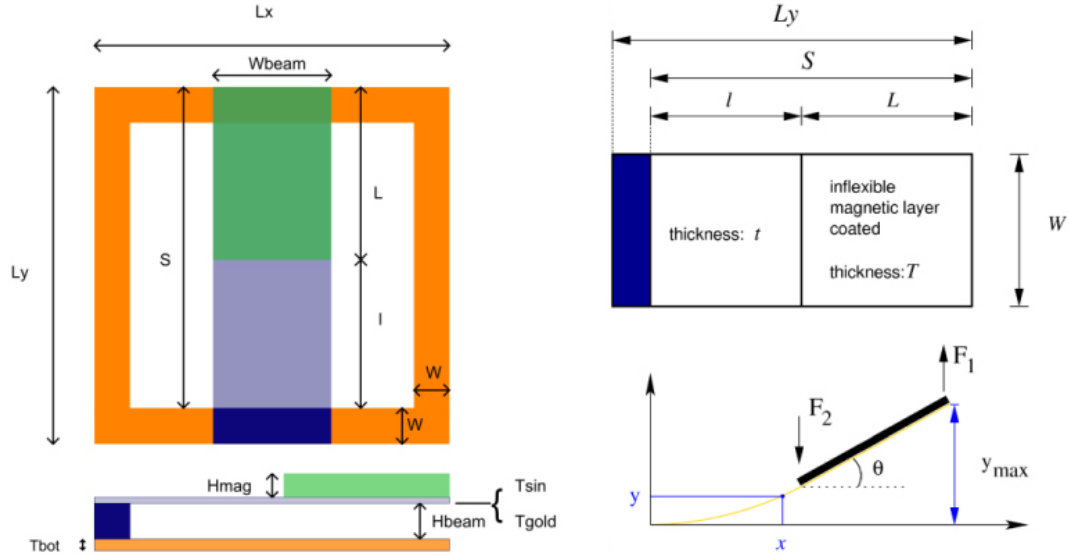 Lx
Wbeam
Ly
S
L
l
W
W
Hmag
Tsin
Hbeam
Tgold
Tbot
Ly
S
l
L
thickness: t
inflexible
magnetic layer
coated
thickness:T
W
F1
F2
θ
ymax
y
x